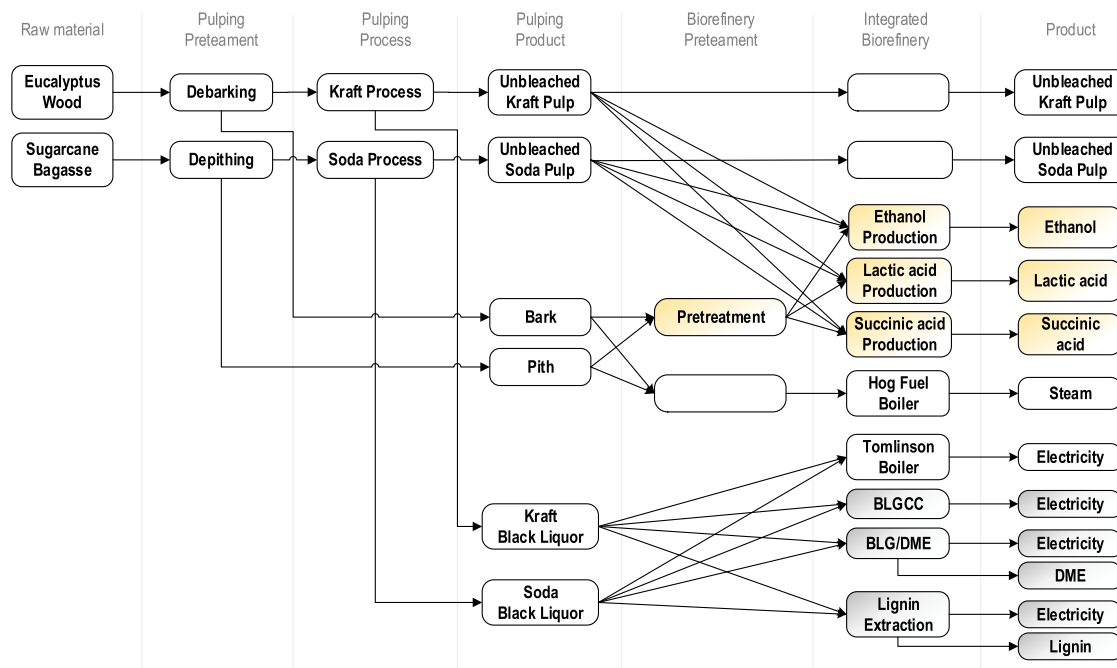 Raw material
Pulping
Preteament
Pulping
Process
Pulping
Product
Biorefinery
Preteament
Integrated
Biorefinery
Product
Eucalyptus
Wood
Debarking
Kraft Process
Unbleached
Kraft Pulp
Unbleached
Kraft Pulp
Sugarcane
Bagasse
Depithing
Soda Process
Unbleached
Soda Pulp
Unbleached
Soda Pulp
Ethanol
Production
Ethanol
Lactic acid
Production
Lactic acid
Bark
Pretreatment
Succinic acid
Production
Succinic
acid
Pith
Hog Fuel
Boiler
Steam
Tomlinson
Boiler
Electricity
Kraft
Black Liquor
BLGCC
Electricity
BLG/DME
Electricity
DME
Soda
Black Liquor
Lignin
Extraction
Electricity
Lignin